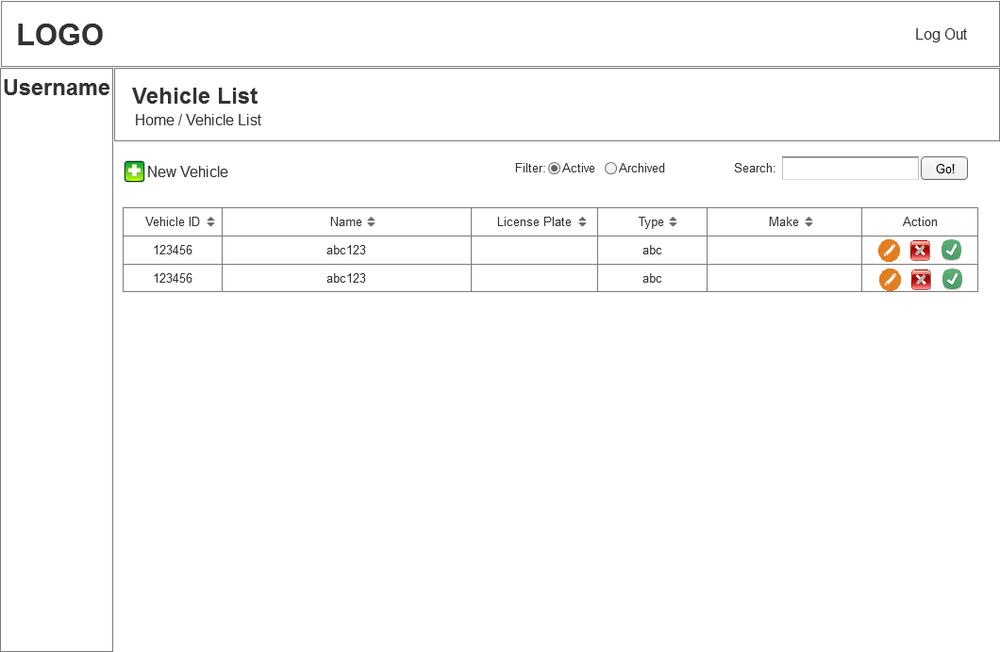 LOGO
Log Out
Username
Vehicle List
Home / Vehicle List
New Vehicle
Filter: Active Archived
Search: Go!
Vehicle ID Name License Plate Type Make Action
123456 abc123 abc
123456 abc123 abc